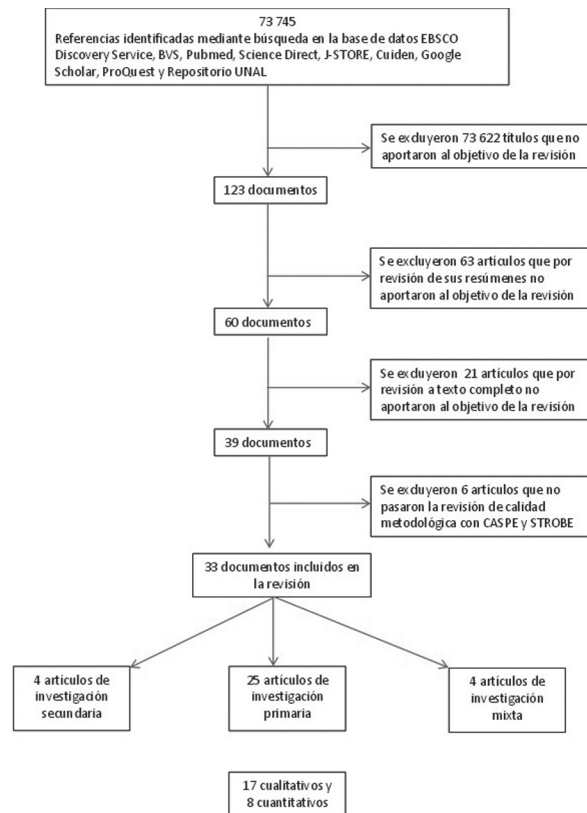 73 745
Referencias identificadas mediante búsqueda en la base de datos EBSCO
Discovery Service, BVS, Pubmed, Science Direct, J-STORE, Cuiden, Google
Scholar, ProQuest y Repositorio UNAL
Se excluyeron 73 622 títulos que no
aportaron al objetivo de la revisión
123 documentos
Se excluyeron 63 artículos que por
revisión de sus resúmenes no
aportaron al objetivo de la revisión
60 documentos
Se excluyeron 21 artículos que por
revisión a texto completo no
aportaron al objetivo de la revisión
39 documentos
Se excluyeron 6 artículos que no
pasaron la revisión de calidad
metodológica con CASPE y STROBE
33 documentos incluidos en
la revisión
4 artículos de
investigación
secundaria
25 artículos de
investigación
primaria
4 artículos de
investigación
mixta
17 cualitativos y
8 cuantitativos